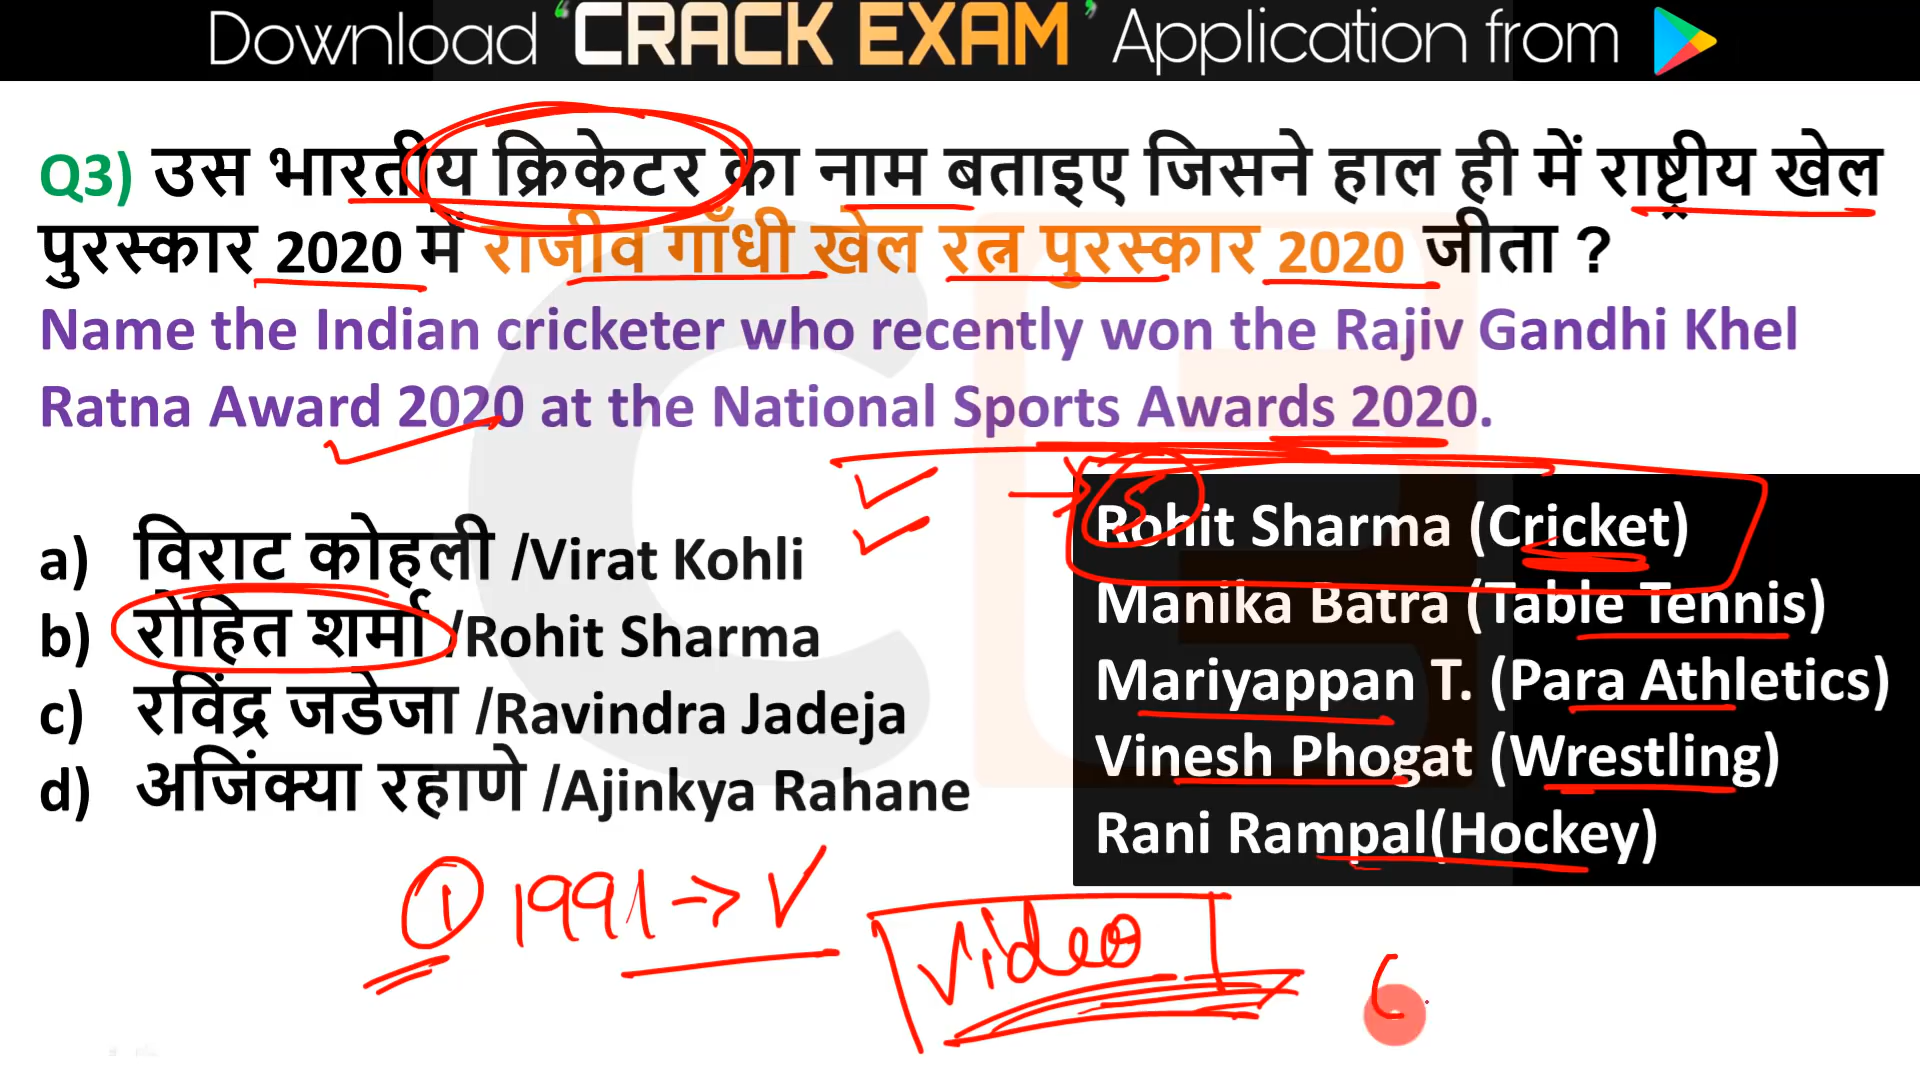 Download ‘CRACK EXAM’ Application from
Q3) उस भारतीय क्रिकेटर का नाम बताइए जिसने हाल ही में राष्ट्रीय खेल
पुरस्कार 2020 में राजीव गाँधी खेल रत्न पुरस्कार 2020 जीता ?
Name the Indian cricketer who recently won the Rajiv Gandhi Khel
Ratna Award 2020 at the National Sports Awards 2020.
a) विराट कोहली /Virat Kohli
b) रोहित शर्मा /Rohit Sharma
c) रविंद्र जडेजा /Ravindra Jadeja
d) अजिंक्या रहाणे /Ajinkya Rahane
5
Rohit Sharma (Cricket)
Manika Batra (Table Tennis)
Mariyappan T. (Para Athletics)
Vinesh Phogat (Wrestling)
Rani Rampal(Hockey)
1 1991 → V
Video